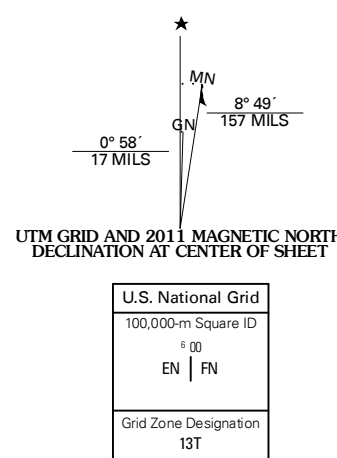 ★
MN
8° 49´
157 MILS
GN
0° 58´
17 MILS
UTM GRID AND 2011 MAGNETIC NORTH
DECLINATION AT CENTER OF SHEET
U.S. National Grid
100,000-m Square ID
6 00
EN | FN
Grid Zone Designation
13T